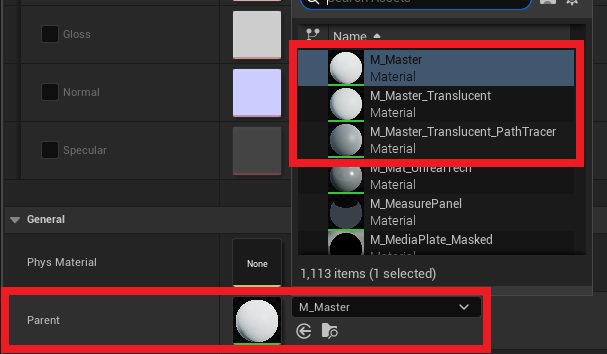 Search Assets
Gloss
Name
M_Master
Material
Normal
M_Master_Translucent
Material
M_Master_Translucent_PathTracer
Material
Specular
M_Mat_UnrealTech
Material
M_MeasurePanel
Material
General
M_MediaPlate_Masked
Material
Phys Material
None
1,113 items (1 selected)
Parent
M_Master